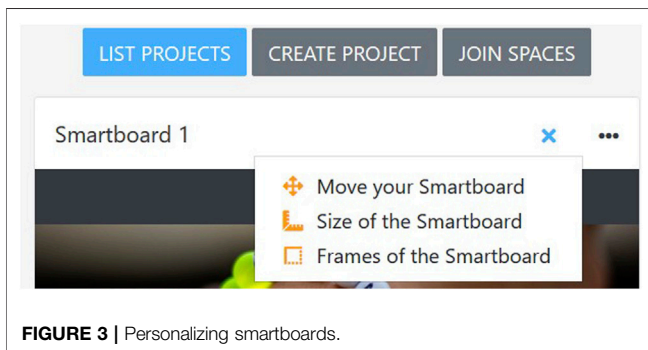 LIST PROJECTS CREATE PROJECT JOIN SPACES
Smartboard 1
Move your Smartboard
Size of the Smartboard
Frames of the Smartboard
FIGURE 3 | Personalizing smartboards.